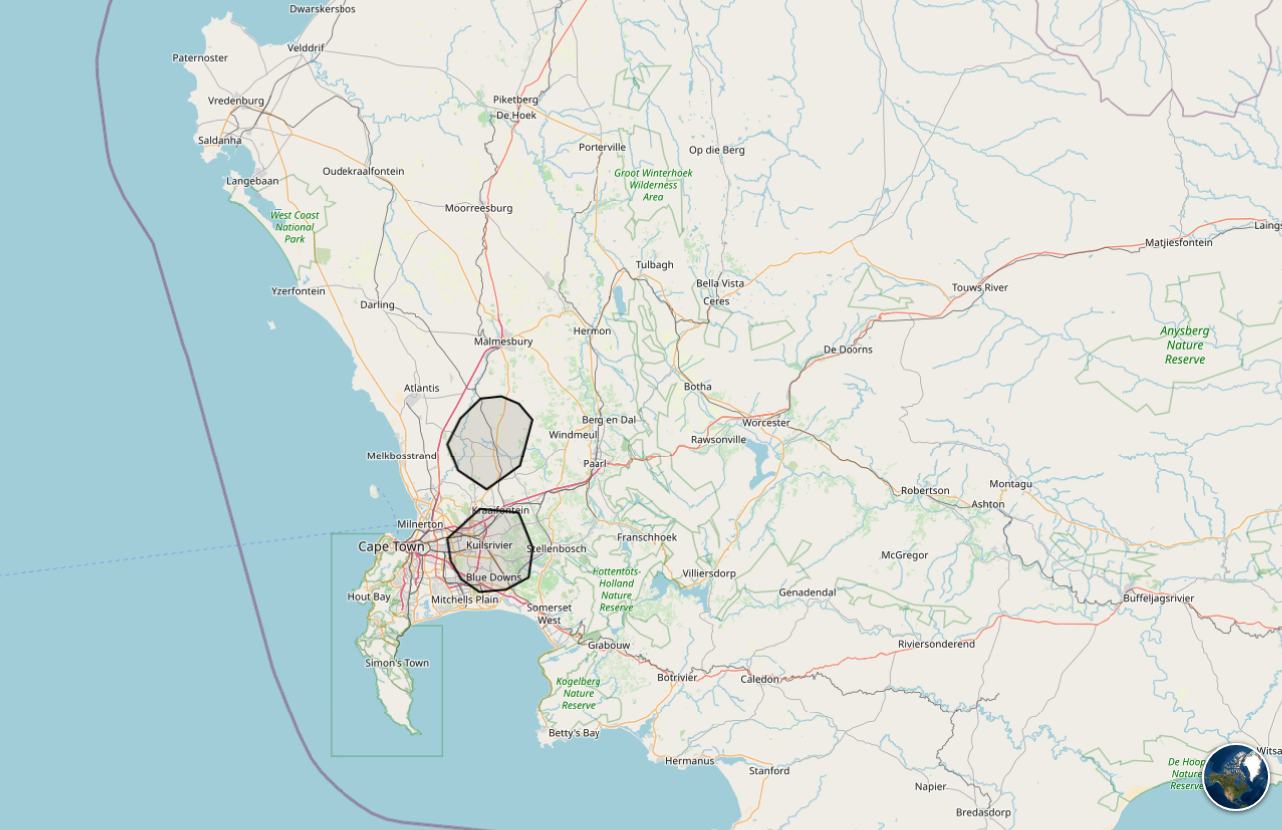 Dwarskersbos
Velddrif
Paternoster
Vredenburg
Piketberg
De Hoek
Saldanha
Porterville
Op die Berg
Oudekraalfontein
Langebaan
Groot Winterhoek
Wilderness
Area
Moorreesburg
West Coast
National
Park
Laings
Matjiesfontein
Tulbagh
Bella Vista
Ceres
Touws River
Yzerfontein
Darling
Hermon
Malmesbury
Anysberg
Nature
Reserve
De Doorns
Atlantis
Botha
Berg en Dal
Worcester
Windmeul
Rawsonville
Melkbosstrand
Paarl
Montagu
Robertson
Ashton
Kraaifontein
Milnerton
Franschhoek
Cape Town
Kuilsrivier
Stellenbosch
McGregor
Blue Downs
Hottentots-
Holland
Nature
Reserve
Villiersdorp
Genadendal
Hout Bay
Mitchells Plain
Buffeljagsrivier
Somerset
West
Grabouw
Riviersonderend
Simon's Town
Botrivier
Caledon
Kogelberg
Nature
Reserve
Betty's Bay
Witsa
Hermanus
Stanford
De Hoop
Nature
Reserve
Napier
Bredasdorp